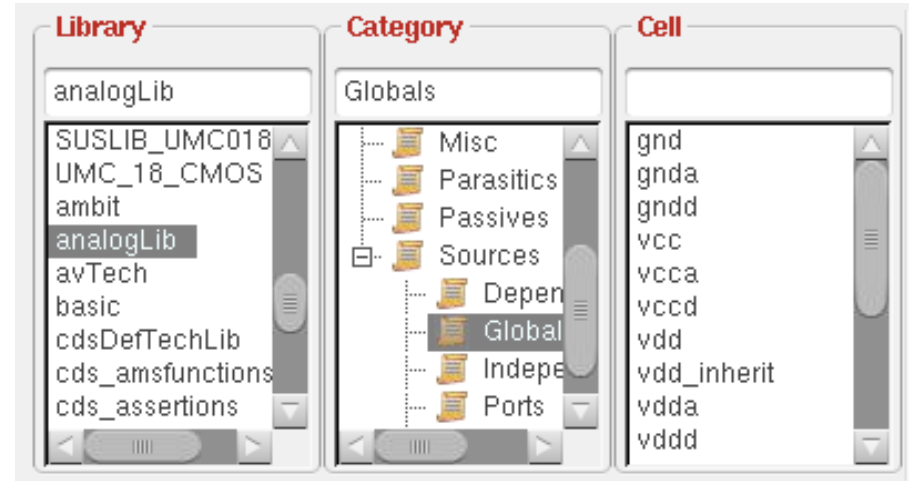 Library
analogLib
SUSLIB_UMC018
UMC_18_CMOS
ambit
analogLib
avTech
basic
cdsDefTechLib
cds_amsfunctions
cds_assertions
Category
Globals
Misc
Parasitics
Passives
Sources
Depen
Global
Indepe
Ports
Cell
gnd
gnda
gndd
vcc
vcca
vccd
vdd
vdd_inherit
vdda
vddd